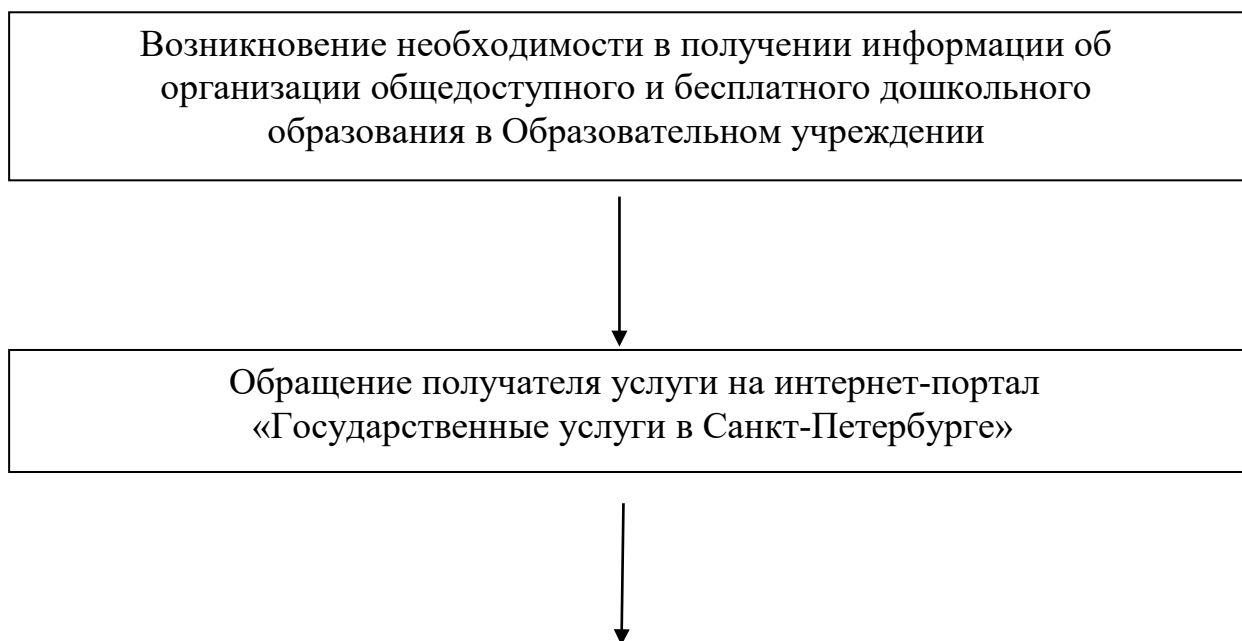 Возникновение необходимости в получении информации об
организации общедоступного и бесплатного дошкольного
образования в Образовательном учреждении
Обращение получателя услуги на интернет-портал
«Государственные услуги в Санкт-Петербурге»